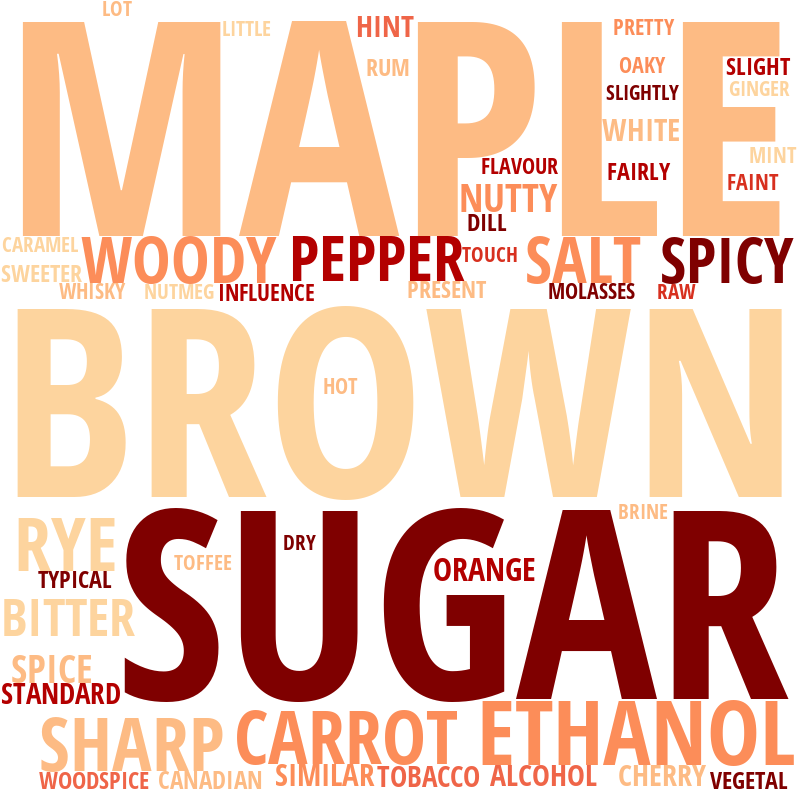 LOT
LITTLE
HINT
PRETTY
MAPLE
RUM
OAKY
SLIGHT
SLIGHTLY
GINGER
WHITE
MINT
FLAVOUR
FAIRLY
FAINT
NUTTY
DILL
CARAMEL
WOODY
PEPPER
TOUCH
SALT
SPICY
SWEETER
WHISKY
NUTMEG
INFLUENCE
PRESENT
MOLASSES
RAW
BROWN
HOT
SUGAR
BRINE
RYE
DRY
TOFFEE
ORANGE
TYPICAL
BITTER
SPICE
STANDARD
SHARP
CARROT
ETHANOL
WOODSPICE
CANADIAN
SIMILAR
TOBACCO
ALCOHOL
CHERRY
VEGETAL